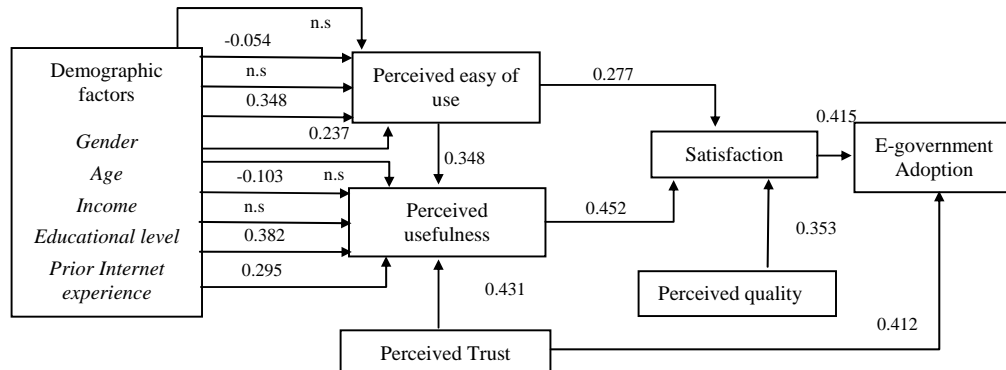 n.s
-0.054
n.s
0.348
0.237
Demographic
factors
Gender
Age
Income
Educational level
Prior Internet
experience
-0.103
n.s
n.s
0.382
0.295
Perceived easy of
use
0.348
Perceived
usefulness
0.431
Perceived Trust
0.277
0.452
Satisfaction
0.353
Perceived quality
0.415
E-government
Adoption
0.412